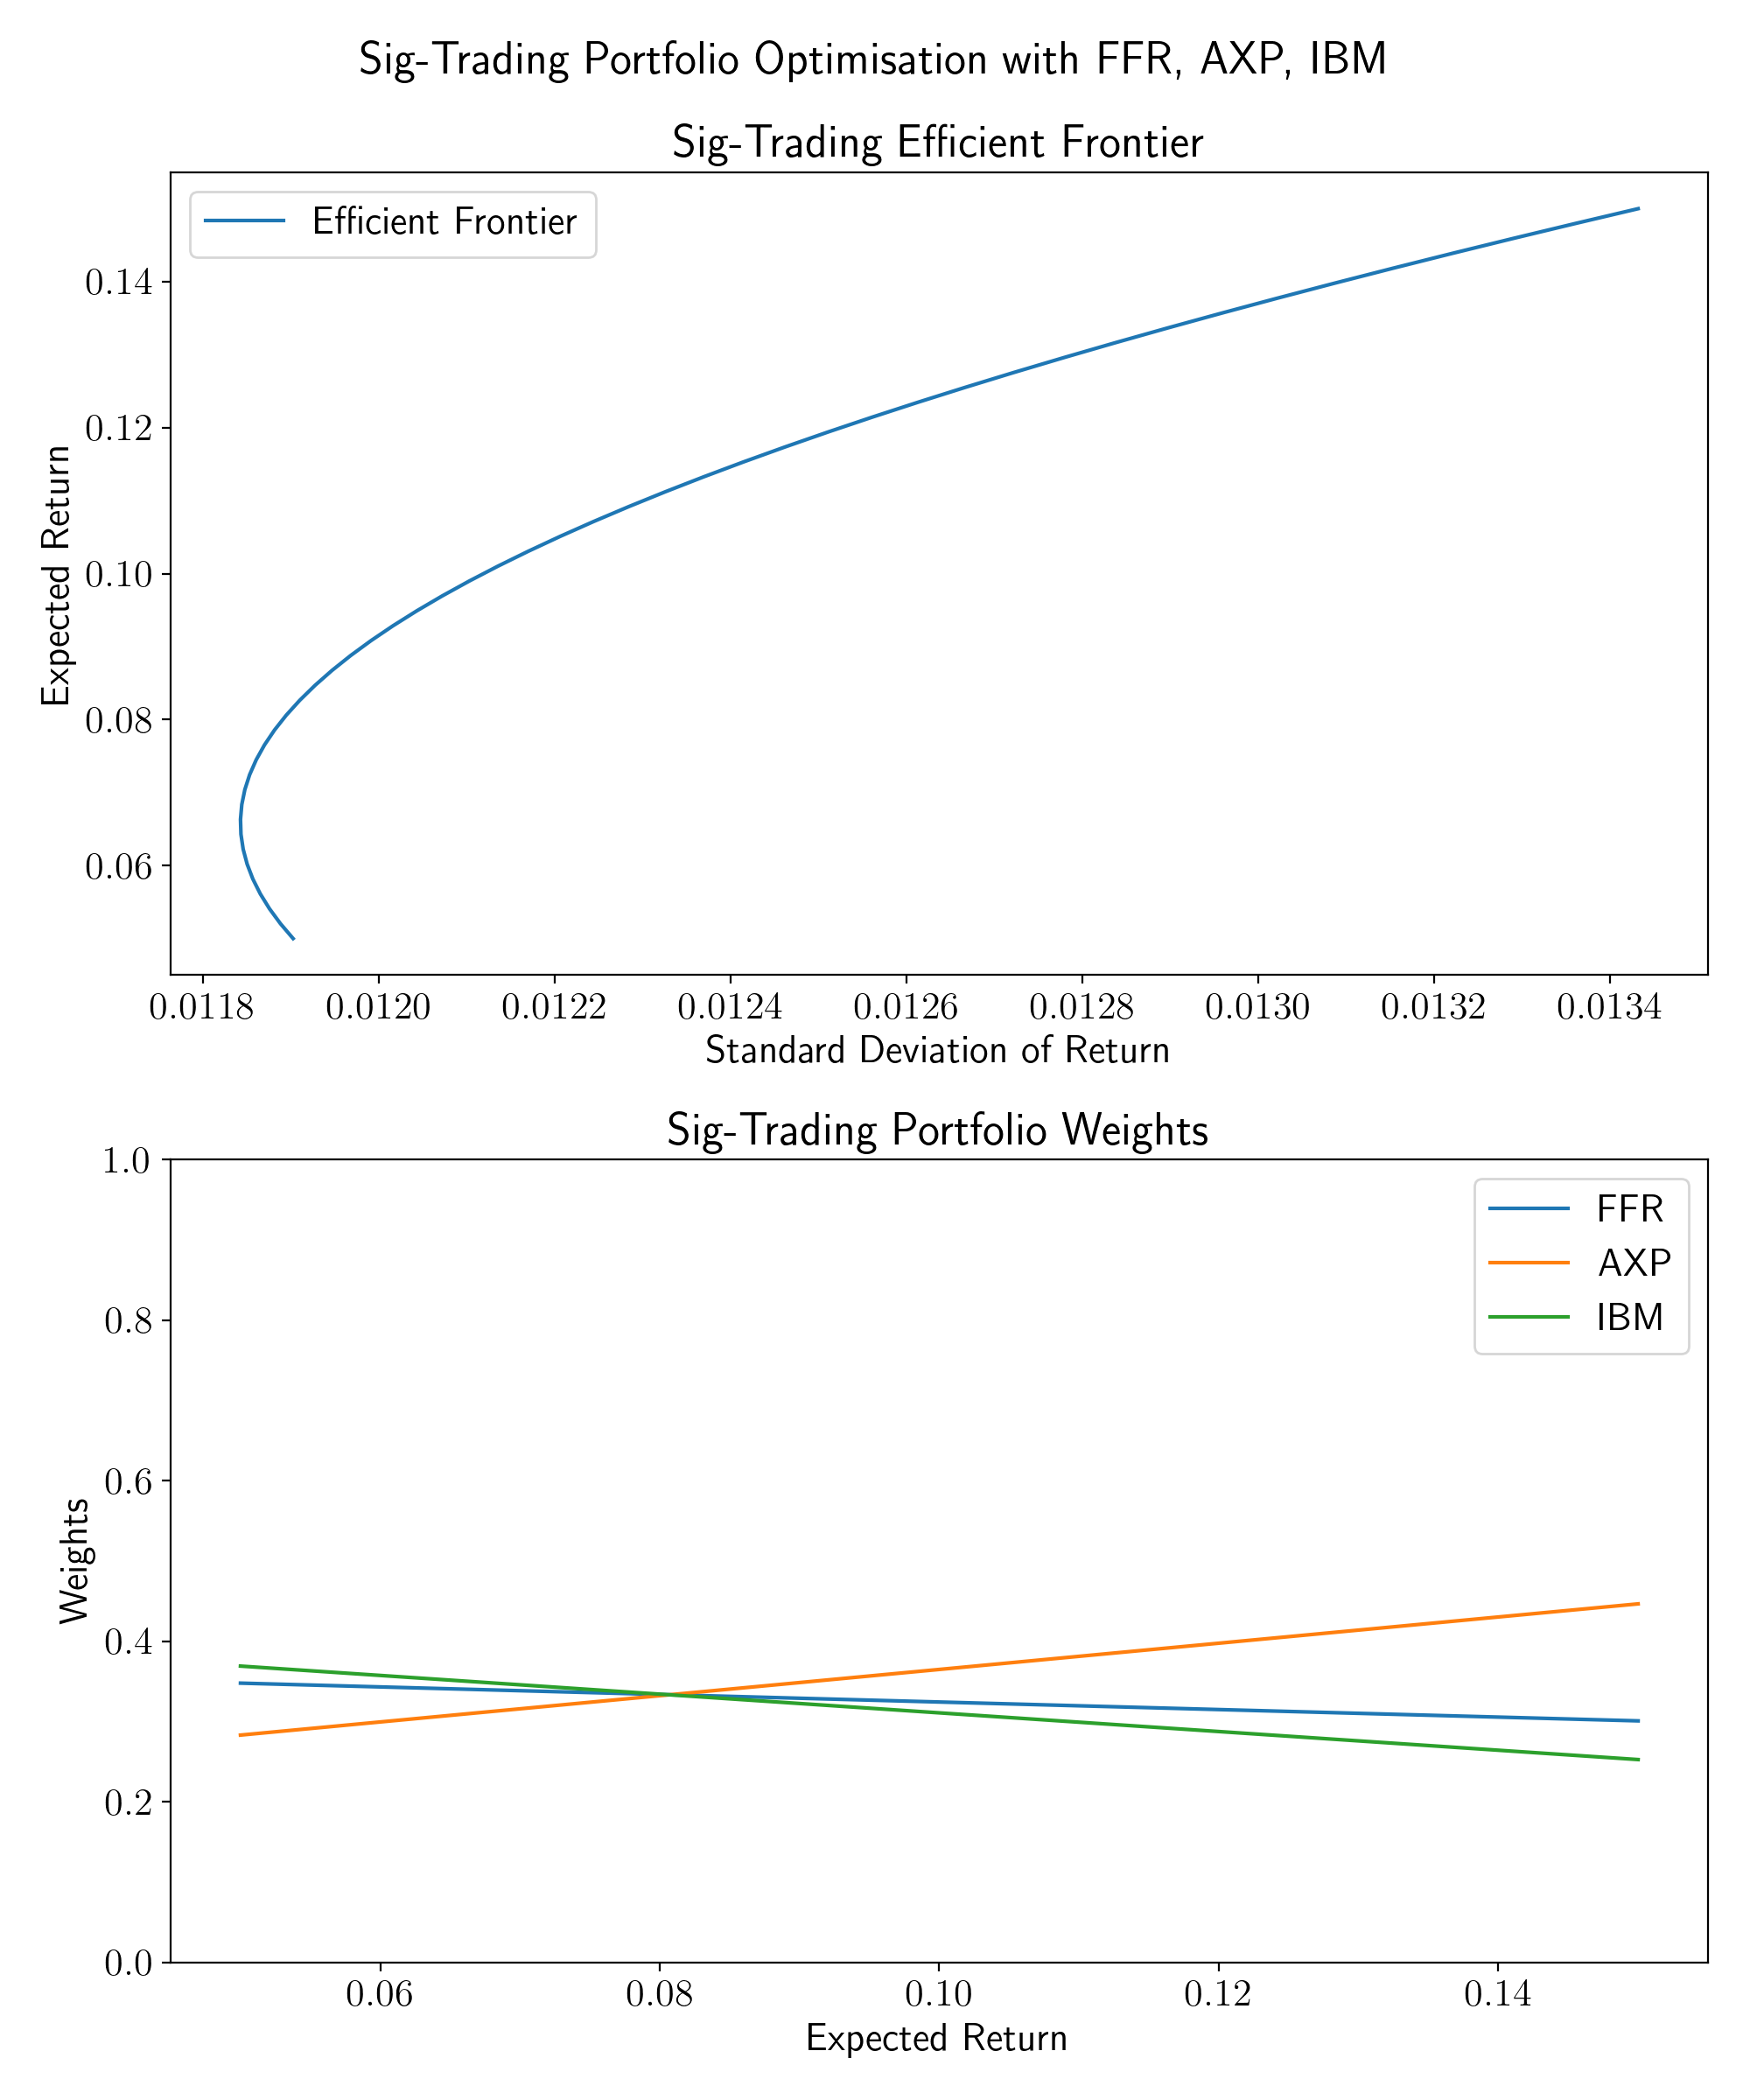 Sig-Trading Portfolio Optimisation with FFR, AXP, IBM
Sig-Trading Efficient Frontier
Efficient Frontier
Expected Return
0.14
0.12
0.10
0.08
0.06
0.0118 0.0120 0.0122 0.0124 0.0126 0.0128 0.0130 0.0132 0.0134
Standard Deviation of Return
Sig-Trading Portfolio Weights
FFR
AXP
IBM
Weights
1.0
0.8
0.6
0.4
0.2
0.0
0.06 0.08 0.10 0.12 0.14
Expected Return